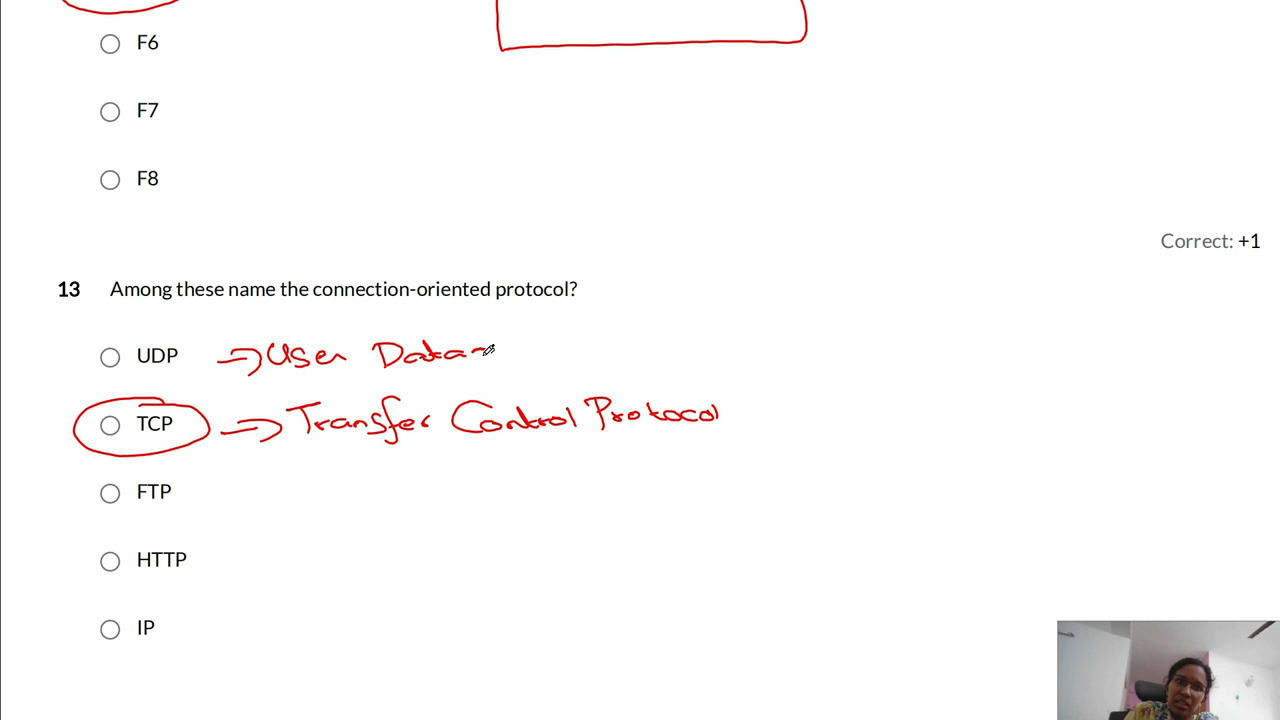 F6
F7
F8
Correct: +1
13 Among these name the connection-oriented protocol?
UDP → User Data
TCP → Transfer Control Protocol
FTP
HTTP
IP